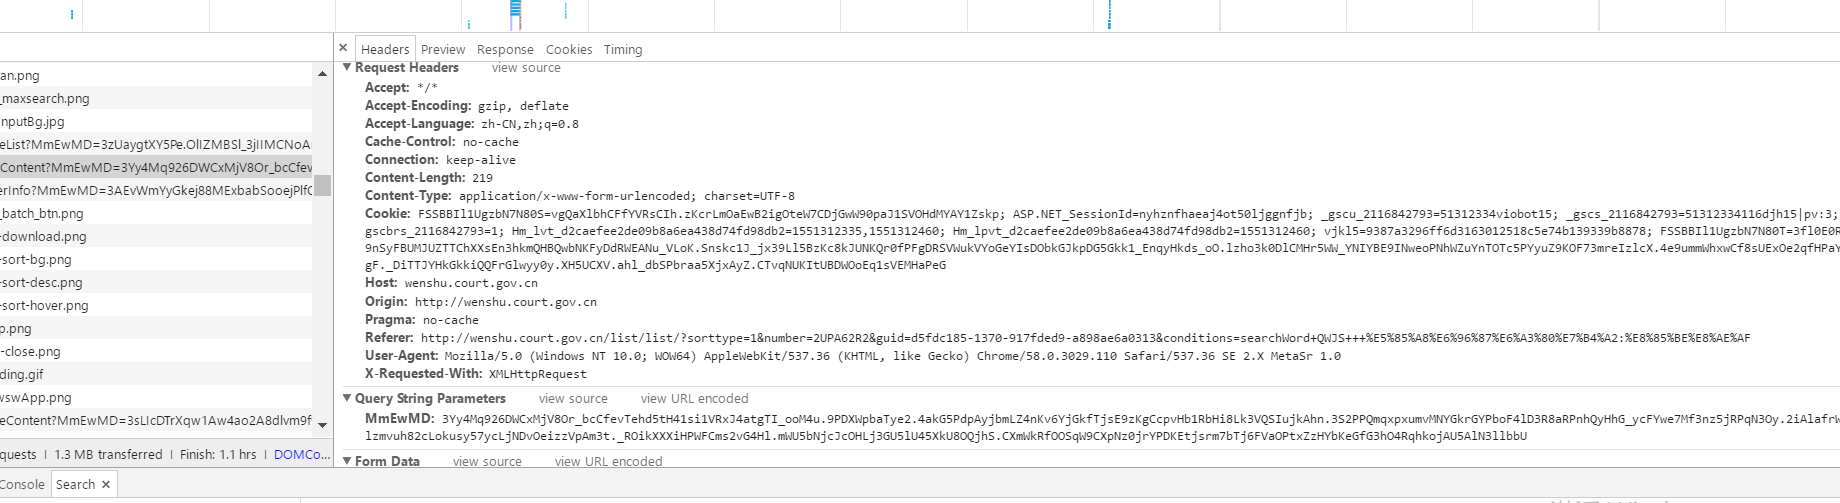 Headers Preview Response Cookies Timing
Request Headers view source
an.png
Accept: */*
_maxsearch.png
Accept-Encoding: gzip, deflate
nputBg.jpg
Accept-Language: zh-CN,zh;q=0.8
eList?MmEwMD=3zUaygtXY5Pe.OlIZMBSl_3jIIMCNoA
Cache-Control: no-cache
Content?MmEwMD=3Yy4Mq926DWCxMjV8Or_bcCfev
Connection: keep-alive
Content-Length: 219
erInfo?MmEwMD=3AEvWmYyGkej88MExbabSooejPlfC
Content-Type: application/x-www-form-urlencoded; charset=UTF-8
_batch_btn.png
Cookie: FSSBBIl1UgzbN7N80S=vgQaXlbhCFfYVRsCIh.zKcrLmOaEwB2igOteW7CDjGwW90paJ1SVOHdMYAY1Zskp; ASP.NET_SessionId=nyhznfhaeaj4ot50ljggnfjb; _gscu_2116842793=51312334viobot15; _gscs_2116842793=51312334116djh15|pv:3;
gscbrs_2116842793=1; Hm_lvt_d2caefee2de09b8a6ea438d74fd98db2=1551312335,1551312460; Hm_lpvt_d2caefee2de09b8a6ea438d74fd98db2=1551312460; vjkl5=9387a3296ff6d3163012518c5e74b139339b8878; FSSBBIl1UgzbN7N80T=3fl0E0R
-download.png
9nSyFBUMJUZTTChXXsEn3hkmQHBQwbNKFyDdRWEANu_VLoK.Snskc1J_jx39Ll5BzKc8kJUNKQr0fPFgDRSVWukVYoGeYIsDObkGJkpDG5Gkk1_EnqyHkds_oO.lzho3k0DlCMHr5WW_YNIYBE9INweoPNhWZuYnTOTc5PYyuZ9KOF73mreIzlcX.4e9ummWhxwCf8sUExOe2qfHPaY
-sort-bg.png
gF._DiTTJYHkGkkiQQFrGlwyy0y.XH5UCXV.ahl_dbSPbraa5XjxAyZ.CTvqNUKItUBDWOoEq1sVEMHaPeG
-sort-desc.png
Host: wenshu.court.gov.cn
-sort-hover.png
Origin: http://wenshu.court.gov.cn
Pragma: no-cache
p.png
Referer: http://wenshu.court.gov.cn/list/list/?sorttype=1&number=2UPA62R2&guid=d5fdc185-1370-917fded9-a898ae6a0313&conditions=searchWord+QWJS+++%E5%85%A8%E6%96%87%E6%A3%80%E7%B4%A2:%E8%85%BE%E8%AE%AF
-close.png
User-Agent: Mozilla/5.0 (Windows NT 10.0; WOW64) AppleWebKit/537.36 (KHTML, like Gecko) Chrome/58.0.3029.110 Safari/537.36 SE 2.X MetaSr 1.0
ding.gif
X-Requested-With: XMLHttpRequest
wswApp.png
Query String Parameters view source view URL encoded
eContent?MmEwMD=3sLIcDTrXqw1Aw4ao2A8dlvm9f
MmEwMD: 3Yy4Mq926DWCxMjV8Or_bcCfevTehd5tH41si1VRxJ4atgTI_ooM4u.9PDXWpbaTye2.4akG5PdpAyjbmLZ4nKv6YjGkfTjsE9zKgCcpvHb1RbHi8Lk3VQSIujkAhn.3S2PPQmqxpxumvMNYGkrGYPboF4lD3R8aRPnhQyHhG_ycFYwe7Mf3nz5jRPqN3Oy.2iAlafrW
lzmvuh82cLokusy57ycLjNDvOeizzVpAm3t._ROikXXXiHPWFCms2vG4Hl.mWU5bNjcJcOHLj3GU5lU45XkU8OQjhS.CXmWkRfOOSqW9CXpNz0jrYPDKEtjsrm7bTj6FVaOPtxZzHYbKeGfG3hO4RqhkojAU5AlN3llbbU
quests | 1.3 MB transferred | Finish: 1.1 hrs | DOMCo...
Form Data view source view URL encoded
Console Search